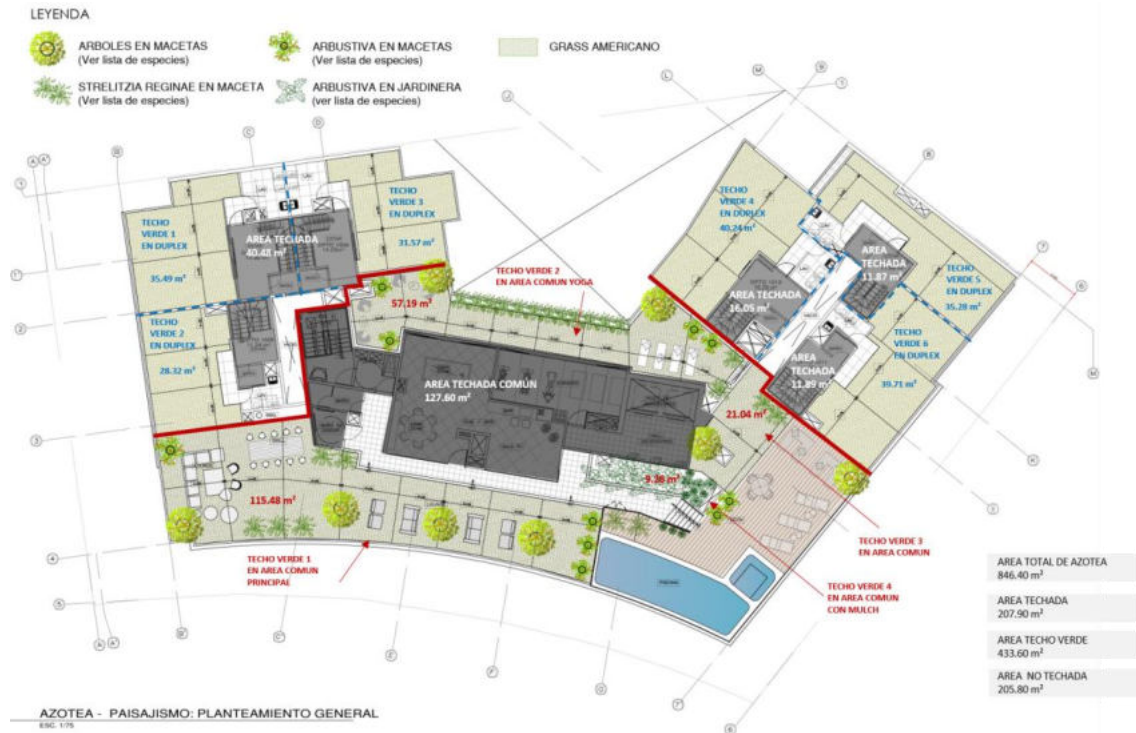 LEYENDA
ARBOLES EN MACETAS
(Ver lista de especies)
ARBUSTIVA EN MACETAS
(Ver lista de especies)
GRASS AMERICANO
STRELITZIA REGINAE EN MACETA
(Ver lista de especies)
ARBUSTIVA EN JARDINERA
(ver lista de especies)
TECHO
VERDE 1
EN DUPLEX
35.49 m²
AREA TECHADA
40.48 m²
TECHO
VERDE 3
EN DUPLEX
31.57 m²
TECHO
VERDE 2
EN DUPLEX
28.32 m²
57.19 m²
TECHO VERDE 2
EN AREA COMUN YOGA
TECHO
VERDE 4
EN DUPLEX
40.24 m²
AREA
TECHADA
11.87 m²
AREA TECHADA
16.05 m²
TECHO
VERDE 5
EN DUPLEX
35.28 m²
TECHO
VERDE 6
EN DUPLEX
39.71 m²
AREA
TECHADA
11.89 m²
AREA TECHADA COMÚN
127.60 m²
21.04 m²
115.48 m²
TECHO VERDE 1
EN AREA COMUN
PRINCIPAL
TECHO VERDE 3
EN AREA COMUN
TECHO VERDE 4
EN AREA COMUN
CON MULCH
PISCINA
AREA TOTAL DE AZOTEA
846.40 m²
AREA TECHADA
207.90 m²
AREA TECHO VERDE
433.60 m²
AREA NO TECHADA
205.80 m²
AZOTEA - PAISAJISMO: PLANTEAMIENTO GENERAL
ESC. 1/75